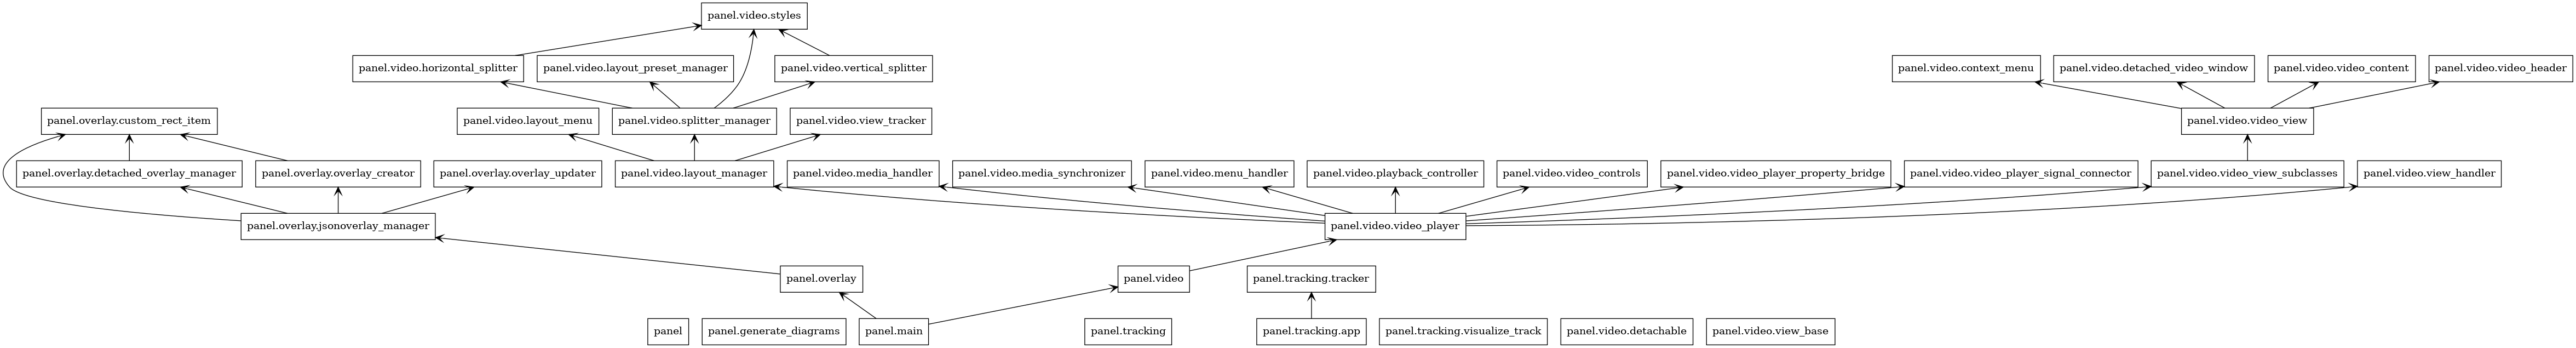 panel.video.styles
panel.video.horizontal_splitter
panel.video.layout_preset_manager
panel.video.vertical_splitter
panel.video.context_menu
panel.video.detached_video_window
panel.video.video_content
panel.video.video_header
panel.overlay.custom_rect_item
panel.video.layout_menu
panel.video.splitter_manager
panel.video.view_tracker
panel.video.video_view
panel.overlay.detached_overlay_manager
panel.overlay.overlay_creator
panel.overlay.overlay_updater
panel.video.layout_manager
panel.video.media_handler
panel.video.media_synchronizer
panel.video.menu_handler
panel.video.playback_controller
panel.video.video_controls
panel.video.video_player_property_bridge
panel.video.video_player_signal_connector
panel.video.video_view_subclasses
panel.video.view_handler
panel.overlay.jsonoverlay_manager
panel.video.video_player
panel.overlay
panel.video
panel.tracking.tracker
panel
panel.generate_diagrams
panel.main
panel.tracking
panel.tracking.app
panel.tracking.visualize_track
panel.video.detachable
panel.video.view_base